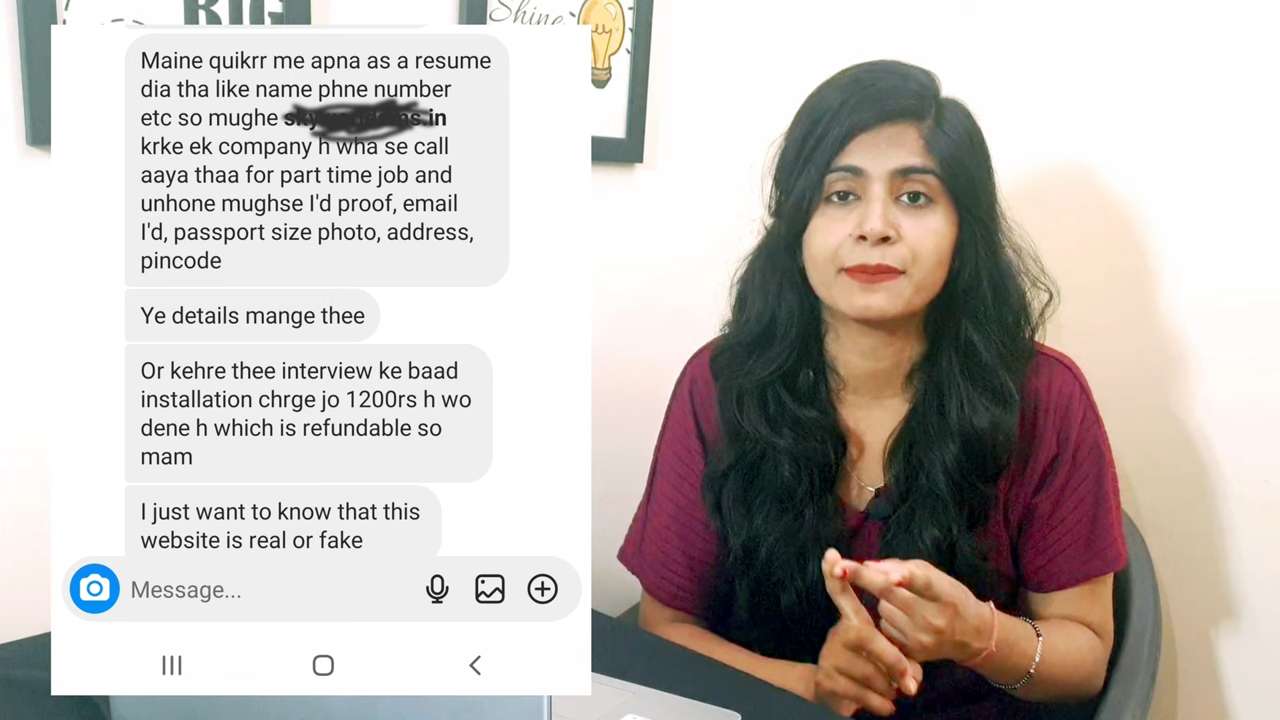 BIG
Shine
Maine quikrr me apna as a resume
dia tha like name phne number
etc so mughe
krke ek company h wha se call
aaya thaa for part time job and
unhone mughse I'd proof, email
I'd, passport size photo, address,
pincode
Ye details mange thee
Or kehre thee interview ke baad
installation chrge jo 1200rs h wo
dene h which is refundable so
mam
I just want to know that this
website is real or fake
Message...